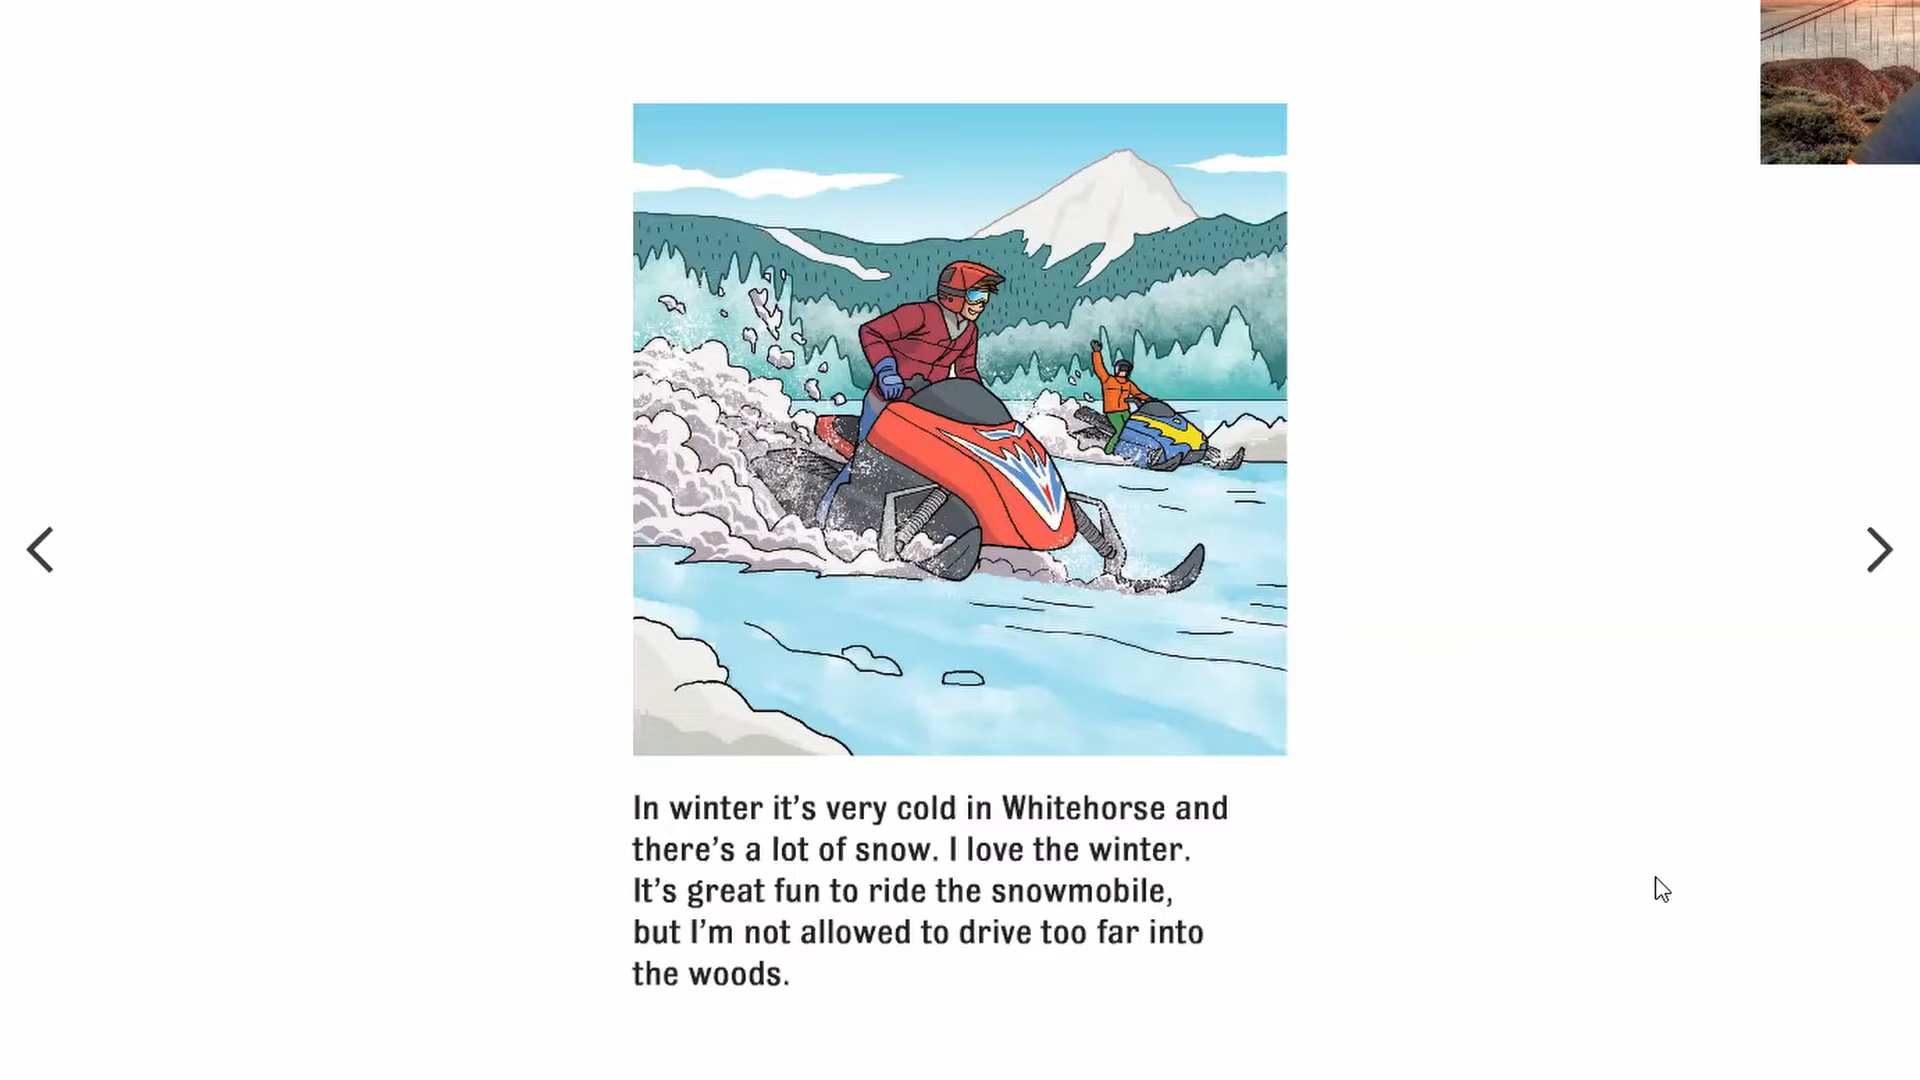 In winter it's very cold in Whitehorse and
there's a lot of snow. I love the winter.
It's great fun to ride the snowmobile,
but I'm not allowed to drive too far into
the woods.